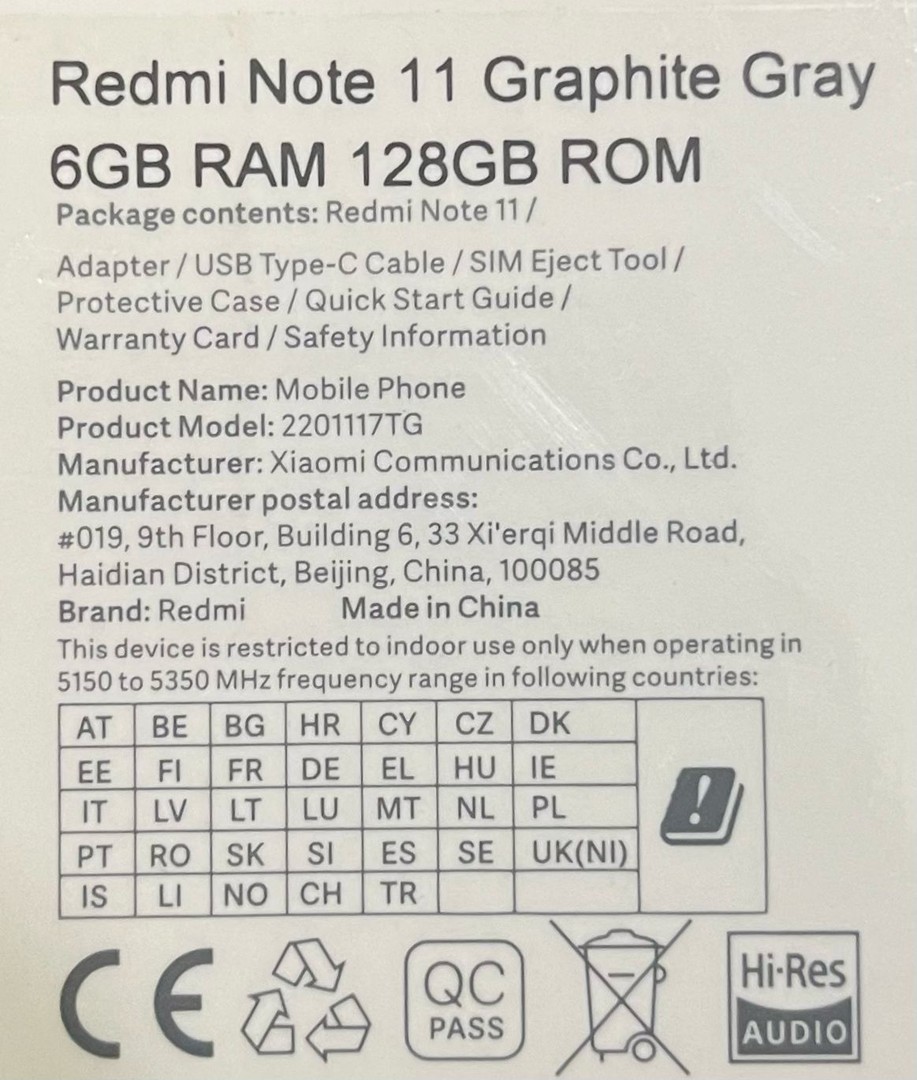 Redmi Note 11 Graphite Gray
6GB RAM 128GB ROM
Package contents: Redmi Note 11 /
Adapter / USB Type-C Cable / SIM Eject Tool /
Protective Case / Quick Start Guide /
Warranty Card / Safety Information
Product Name: Mobile Phone
Product Model: 2201117TG
Manufacturer: Xiaomi Communications Co., Ltd.
Manufacturer postal address:
#019, 9th Floor, Building 6, 33 Xi'erqi Middle Road,
Haidian District, Beijing, China, 100085
Brand: Redmi Made in China
This device is restricted to indoor use only when operating in
5150 to 5350 MHz frequency range in following countries:
AT BE BG HR CY CZ DK
EE FI FR DE EL HU IE
IT LV LT LU MT NL PL
PT RO SK SI ES SE UK(NI)
IS LI NO CH TR
!
CE
QC
PASS
Hi-Res
AUDIO